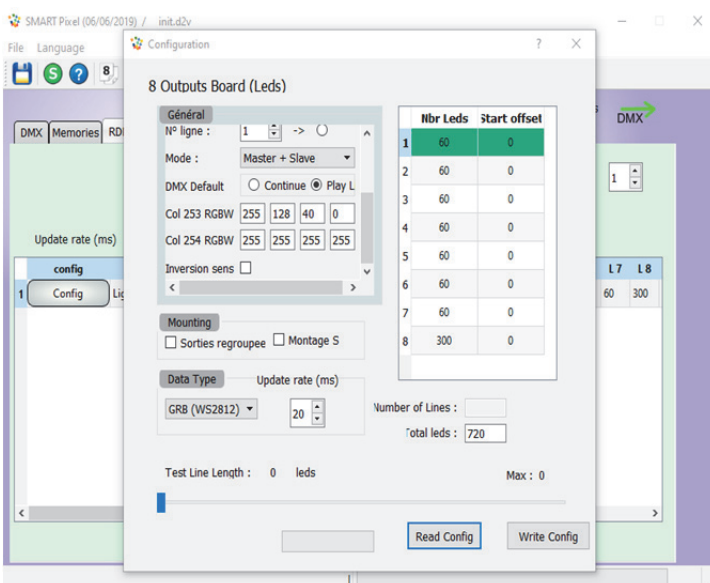 SMART Pixel (06/06/2019) / init.d2v
File Language
Configuration ? X
8 Outputs Board (Leds)
Général
N° ligne : 1 ->
Mode : Master + Slave
DMX Default Continue Play L
Col 253 RGBW 255 128 40 0
Col 254 RGBW 255 255 255 255
Inversion sens
Nbr Leds Start offset
1 60 0
2 60 0
3 60 0
4 60 0
5 60 0
6 60 0
7 60 0
8 300 0
Mounting
Sorties regroupee Montage S
Data Type Update rate (ms)
GRB (WS2812) 20
Number of Lines :
Total leds : 720
Test Line Length : 0 leds Max : 0
Read Config Write Config
DMX Memories RD
DMX
1
Update rate (ms)
config L 7 L 8
1 Config Lig 60 300